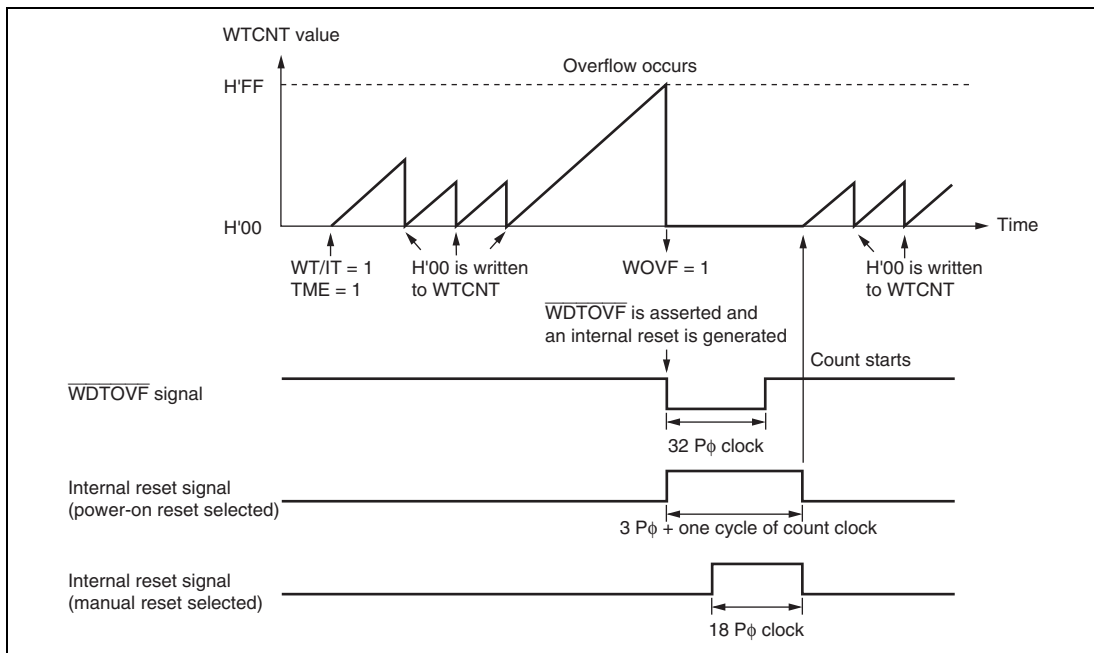 WTCNT value
Overflow occurs
H'FF
H'00
Time
WT/IT = 1
TME = 1
H'00 is written
to WTCNT
WOVF = 1
H'00 is written
to WTCNT
WDTOVF is asserted and
an internal reset is generated
Count starts
WDTOVF signal
32 Pϕ clock
Internal reset signal
(power-on reset selected)
3 Pϕ + one cycle of count clock
Internal reset signal
(manual reset selected)
18 Pϕ clock